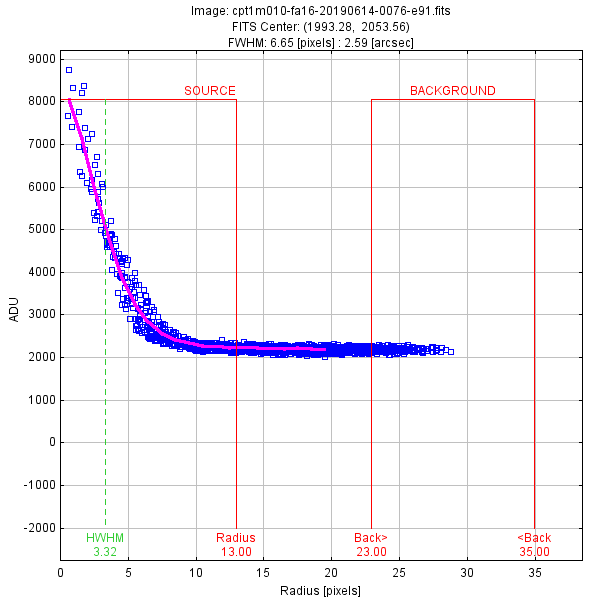 Image: cpt1m010-fa16-20190614-0076-e91.fits
FITS Center: (1993.28, 2053.56)
FWHM: 6.65 [pixels] : 2.59 [arcsec]
9000
SOURCE
BACKGROUND
8000
7000
6000
5000
4000
ADU
3000
2000
1000
0
-1000
-2000
HWHM
3.32
Radius
13.00
Back>
23.00
<Back
35.00
0
5
10
15
20
25
30
35
Radius [pixels]